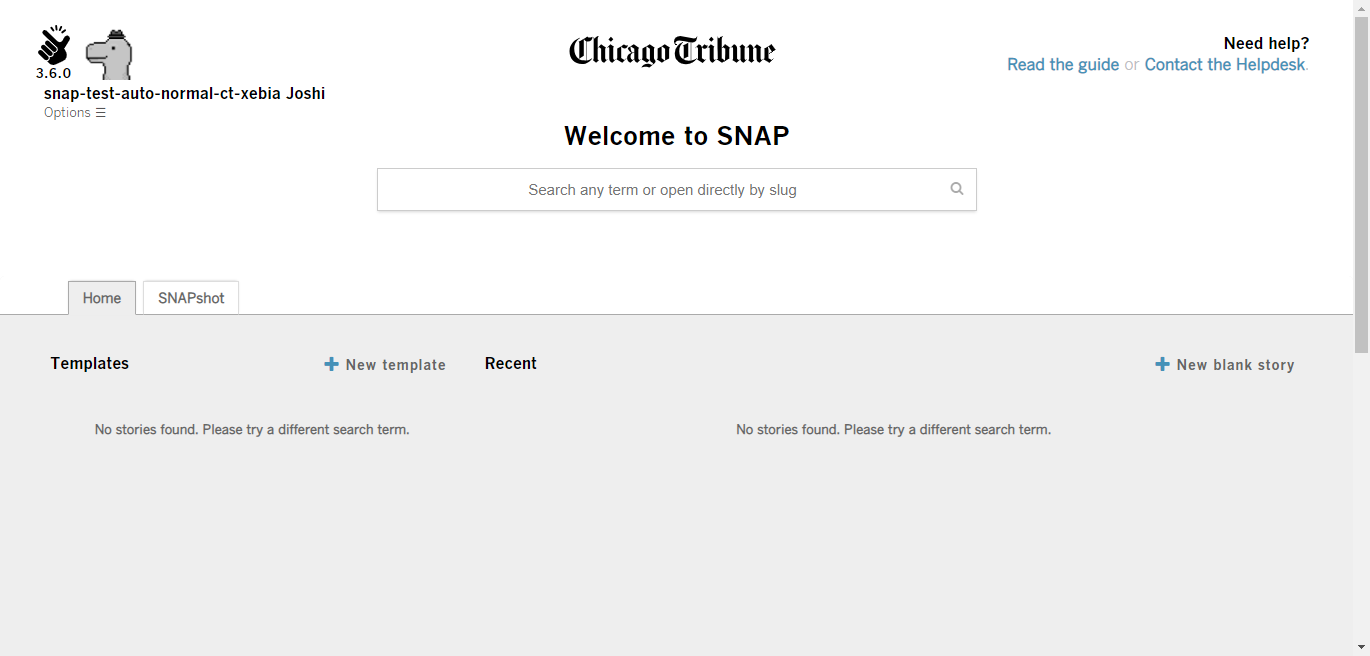 3.6.0
snap-test-auto-normal-ct-xebia Joshi
Options ☰
Chicago Tribune
Need help?
Read the guide or Contact the Helpdesk.
Welcome to SNAP
Search any term or open directly by slug
Home SNAPshot
Templates + New template Recent + New blank story
No stories found. Please try a different search term. No stories found. Please try a different search term.